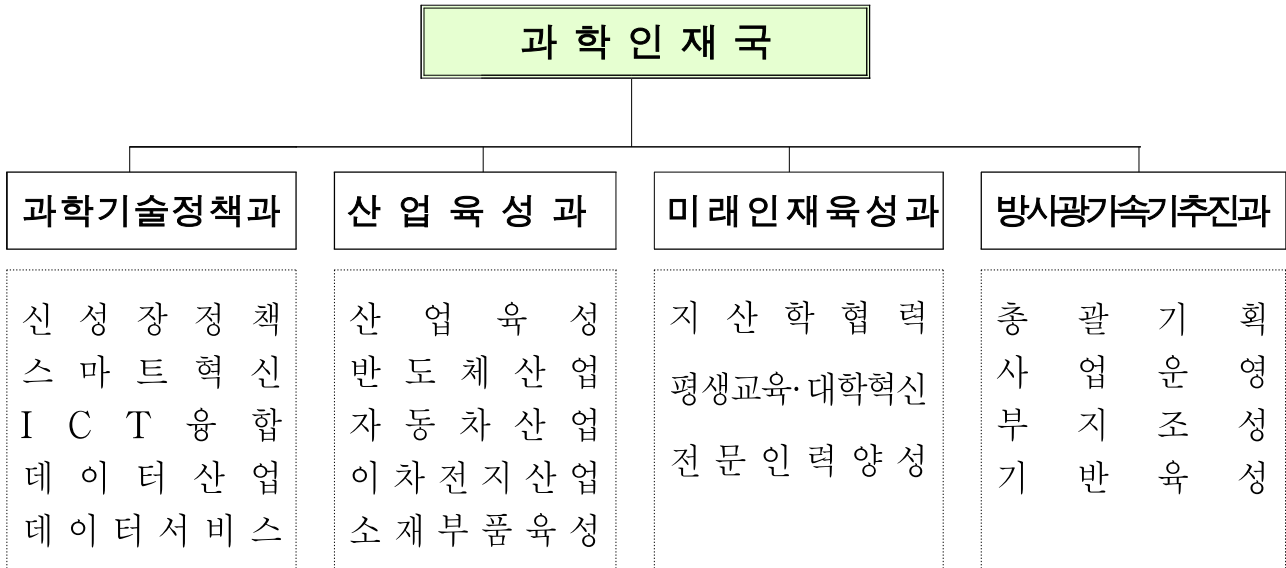 과학인재국
과학기술정책과
신성장정책
스마트혁신
ICT융합
데이터산업
데이터서비스
산업육성과
산업육성
반도체산업
자동차산업
이차전지산업
소재부품육성
미래인재육성과
지산학협력
평생교육·대학혁신
전문인력양성
방사광가속기추진과
총괄기획
사업운영
부지조성
기반육성